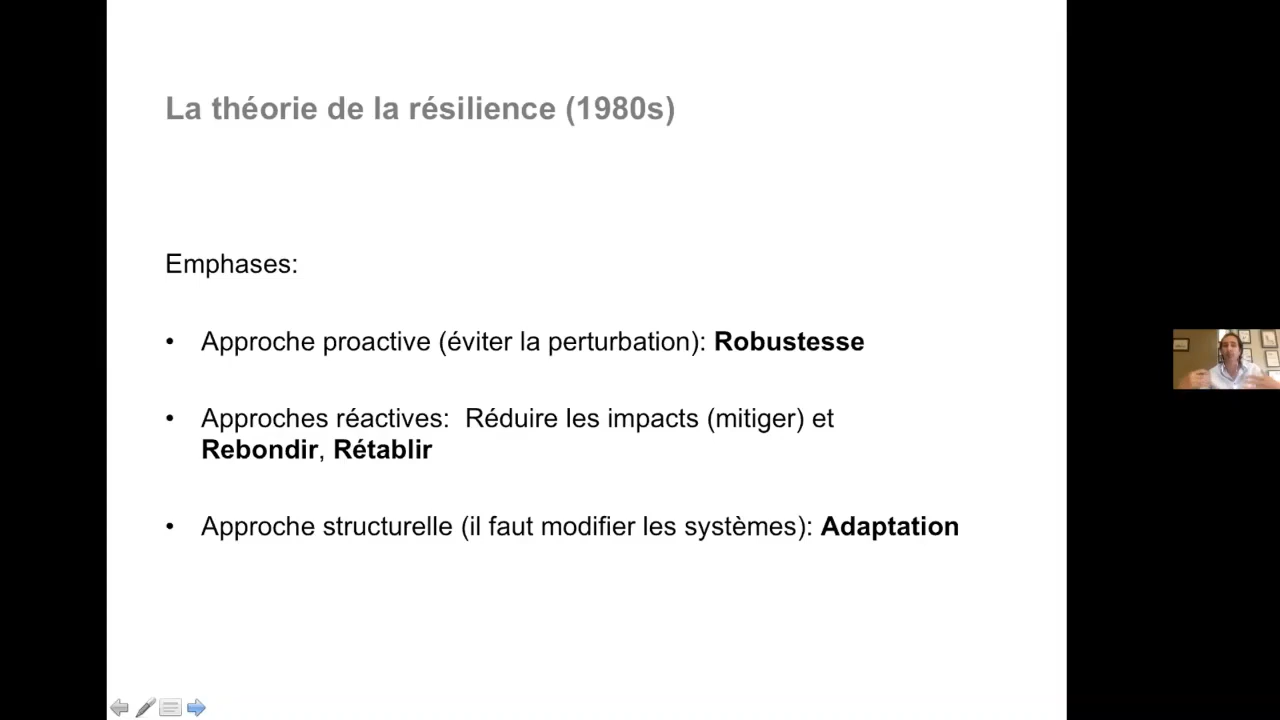 La théorie de la résilience (1980s)
Emphases:
• Approche proactive (éviter la perturbation): Robustesse
• Approches réactives:  Réduire les impacts (mitiger) et
Rebondir, Rétablir
• Approche structurelle (il faut modifier les systèmes): Adaptation